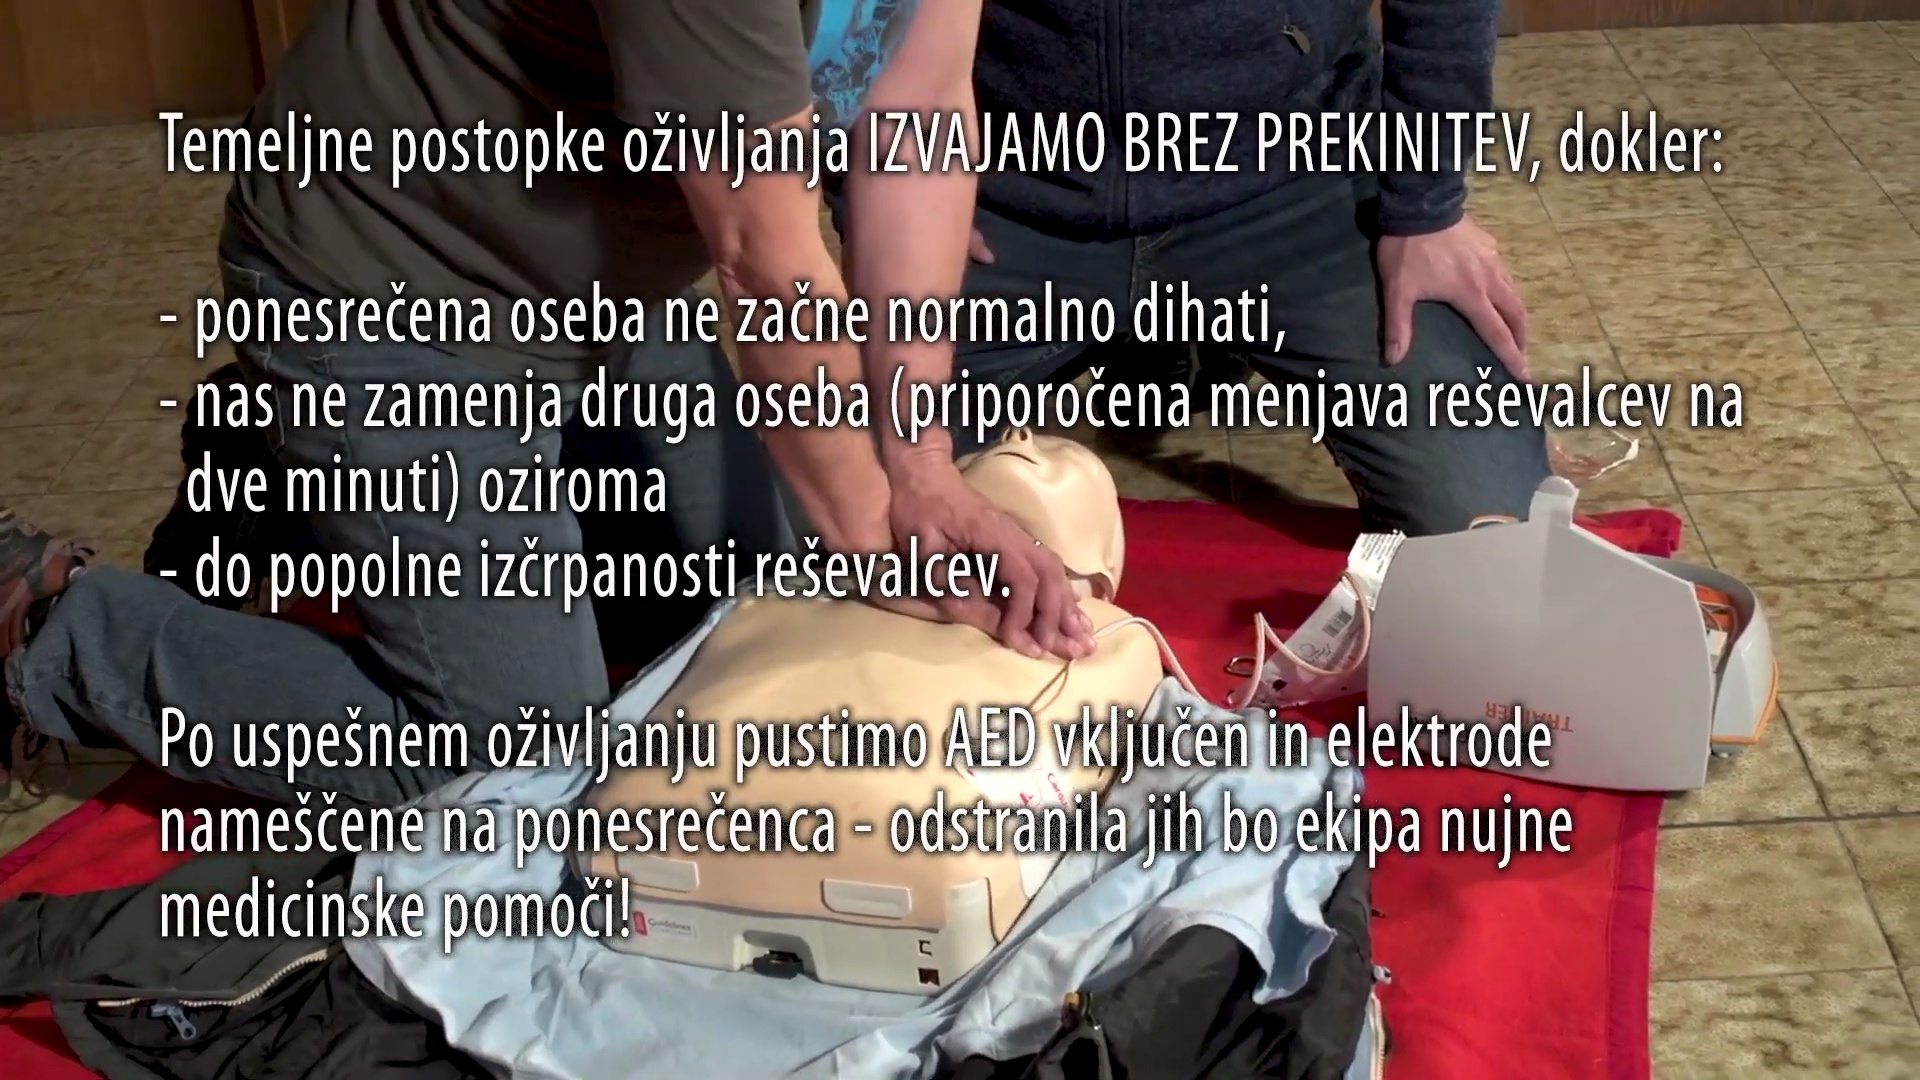 Temeljne postopke oživljanja IZVAJAMO BREZ PREKINITEV, dokler:
- ponesrečena oseba ne začne normalno dihati,
- nas ne zamenja druga oseba (priporočena menjava reševalcev na
dve minuti) oziroma
- do popolne izčrpanosti reševalcev.
TRAINER
Po uspešnem oživljanju pustimo AED vključen in elektrode
nameščene na ponesrečenca - odstranila jih bo ekipa nujne
medicinske pomoči!